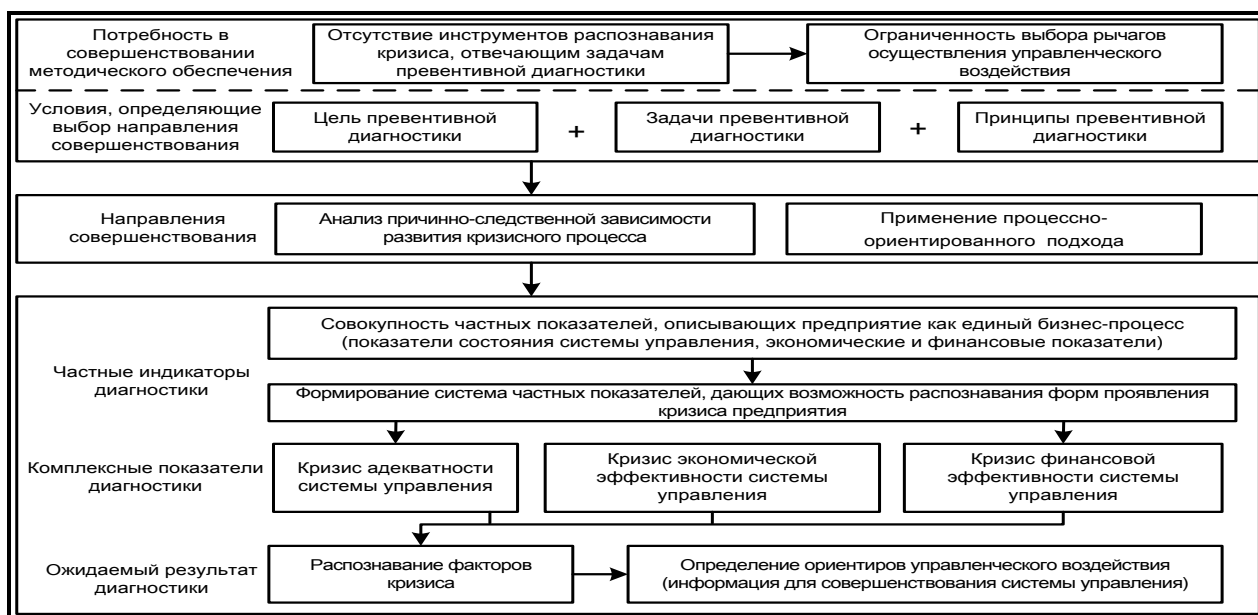 Потребность в
совершенствовании
методического обеспечения
Отсутствие инструментов распознавания
кризиса, отвечающим задачам
превентивной диагностики
Ограниченность выбора рычагов
осуществления управленческого
воздействия
Условия, определяющие
выбор направления
совершенствования
Цель превентивной
диагностики
+
Задачи превентивной
диагностики
+
Принципы превентивной
диагностики
Направления
совершенствования
Анализ причинно-следственной зависимости
развития кризисного процесса
Применение процессно-
ориентированного подхода
Частные индикаторы
диагностики
Совокупность частных показателей, описывающих предприятие как единый бизнес-процесс
(показатели состояния системы управления, экономические и финансовые показатели)
Формирование система частных показателей, дающих возможность распознавания форм проявления
кризиса предприятия
Комплексные показатели
диагностики
Кризис адекватности
системы управления
Кризис экономической
эффективности системы
управления
Кризис финансовой
эффективности системы
управления
Ожидаемый результат
диагностики
Распознавание факторов
кризиса
Определение ориентиров управленческого воздействия
(информация для совершенствования системы управления)